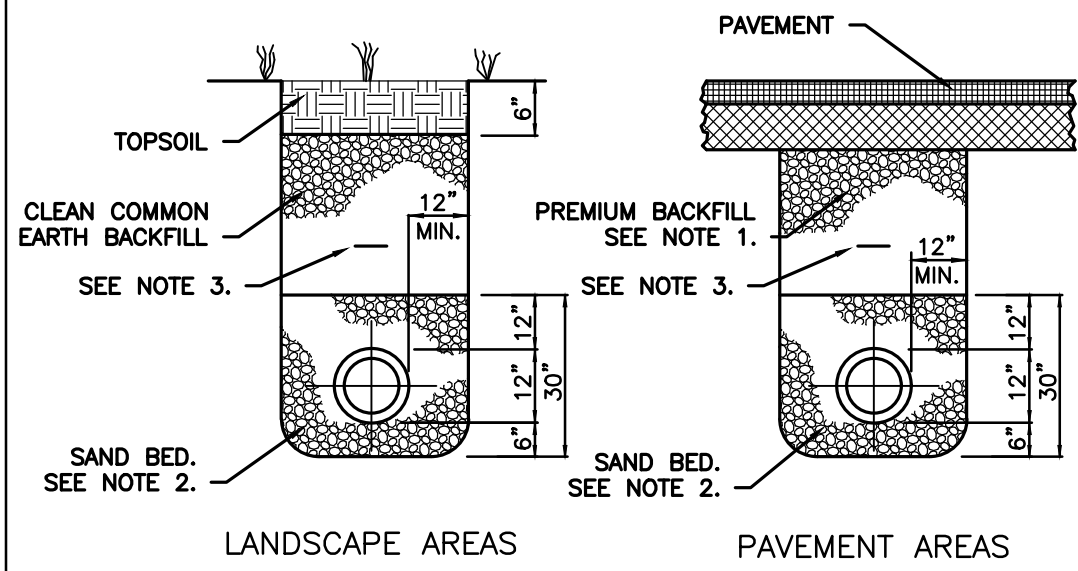 TOPSOIL
CLEAN COMMON
EARTH BACKFILL
SEE NOTE 3.
SAND BED.
SEE NOTE 2.
6"
12"
MIN.
12"
12"
6"
30"
LANDSCAPE AREAS
PAVEMENT
PREMIUM BACKFILL
SEE NOTE 1.
SEE NOTE 3.
SAND BED.
SEE NOTE 2.
12"
MIN.
12"
12"
6"
30"
PAVEMENT AREAS